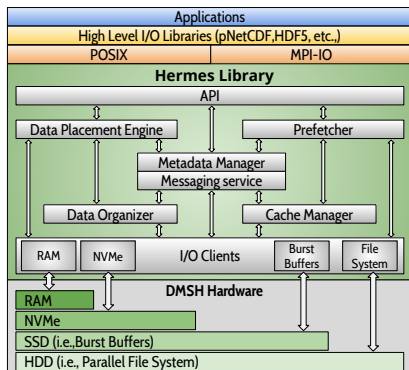 Applications
High Level I/O Libraries (pNetCDF,HDF5, etc.,)
POSIX MPI-IO
Hermes Library
API
Data Placement Engine Prefetcher
Metadata Manager
Messaging service
Data Organizer Cache Manager
RAM NVMe I/O Clients Burst Buffers File System
DMSH Hardware
RAM
NVMe
SSD (i.e.,Burst Buffers)
HDD (i.e., Parallel File System)